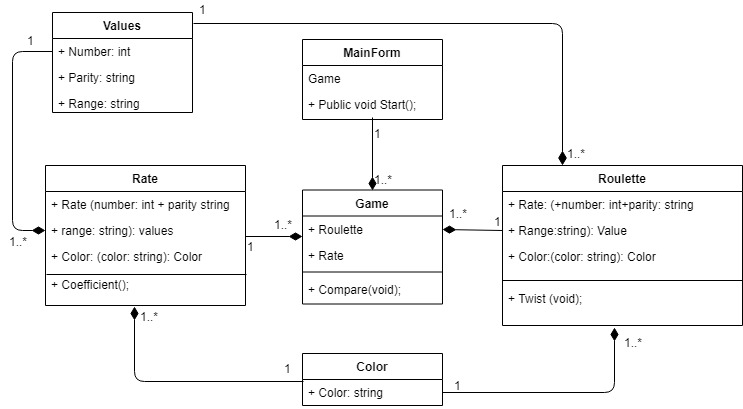 Values
+ Number: int
+ Parity: string
+ Range: string
1
1
MainForm
Game
+ Public void Start();
1
1..*
Rate
+ Rate (number: int + parity string
+ range: string): values
+ Color: (color: string): Color
+ Coefficient();
1..*
1
1..*
1..*
Game
+ Roulette
+ Rate
+ Compare(void);
1..*
1
1..*
Roulette
+ Rate: (+number: int+parity: string
+ Range:string): Value
+ Color:(color: string): Color
+ Twist (void);
1..*
Color
+ Color: string
1
1